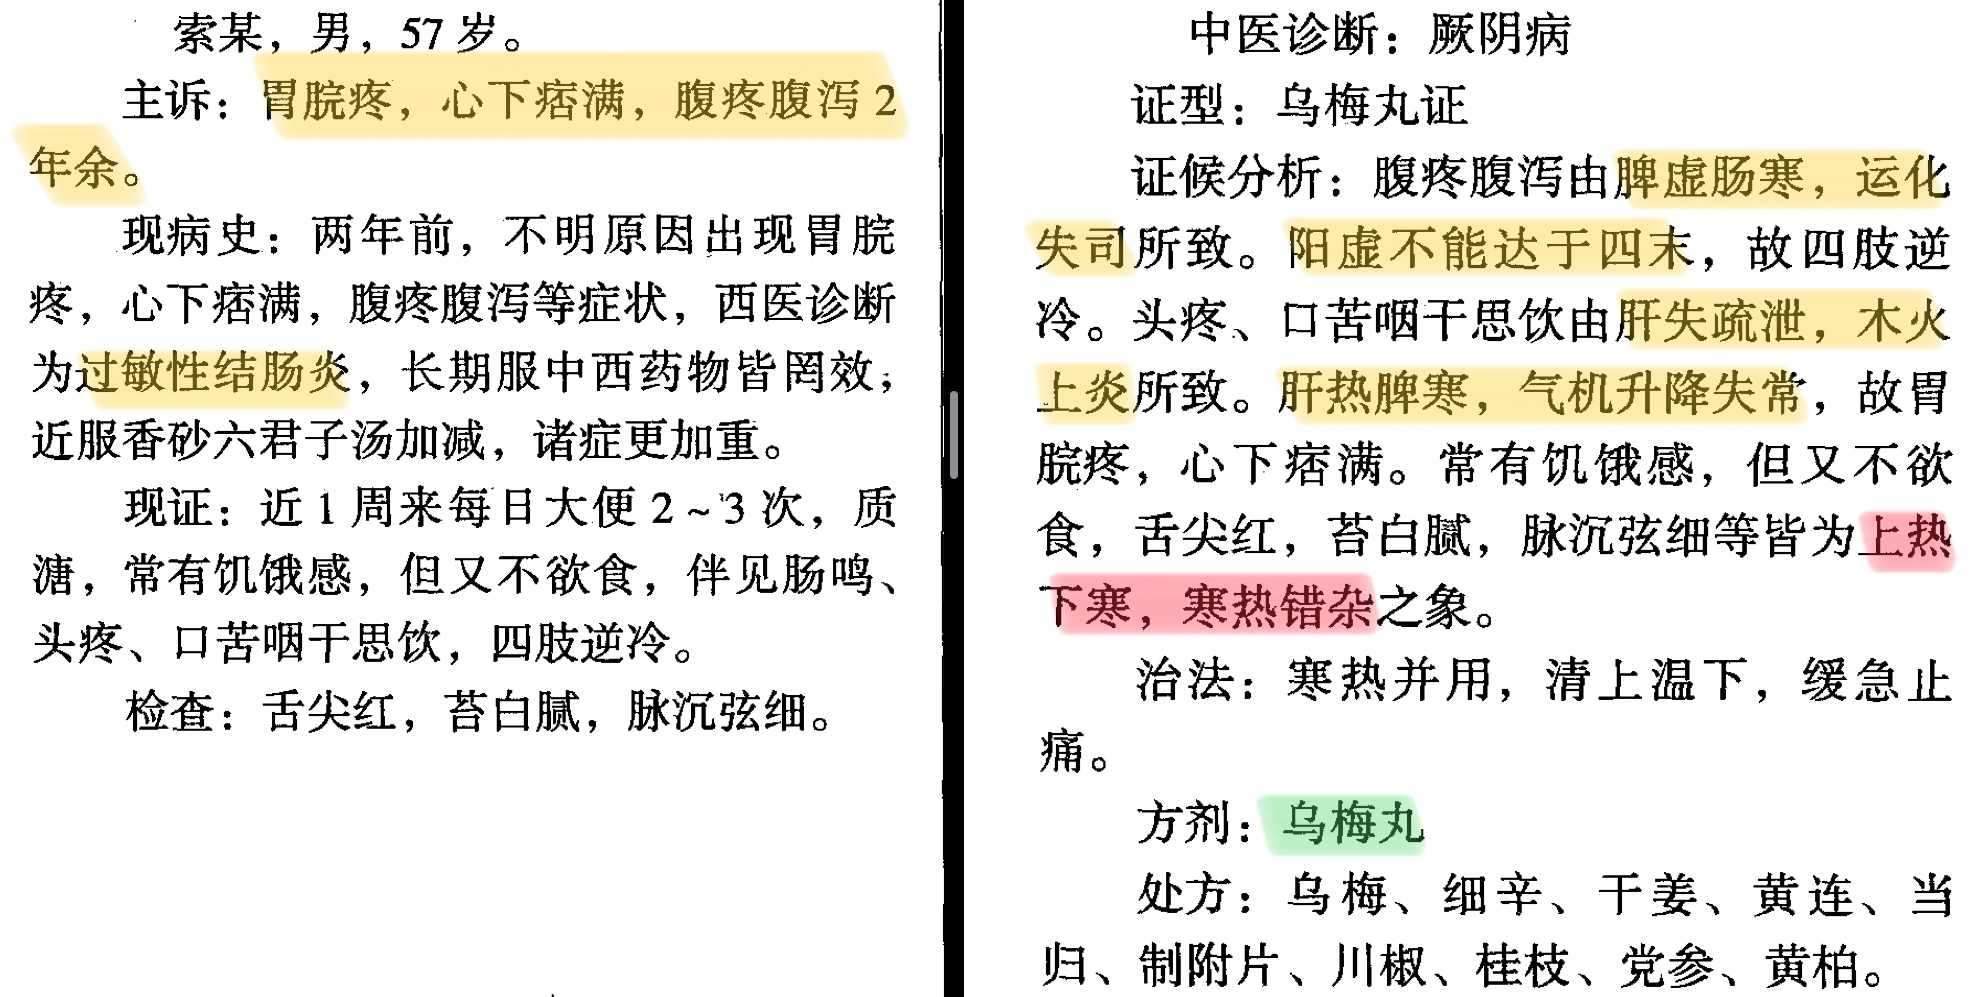 索某，男，57岁。
主诉：胃脘疼，心下痞满，腹疼腹泻2
年余。
现病史：两年前，不明原因出现胃脘
疼，心下痞满，腹疼腹泻等症状，西医诊断
为过敏性结肠炎，长期服中西药物皆罔效；
近服香砂六君子汤加减，诸症更加重。
现证：近1周来每日大便2～3次，质
溏，常有饥饿感，但又不欲食，伴见肠鸣、
头疼、口苦咽干思饮，四肢逆冷。
检查：舌尖红，苔白腻，脉沉弦细。
中医诊断：厥阴病
证型：乌梅丸证
证候分析：腹疼腹泻由脾虚肠寒，运化
失司所致。阳虚不能达于四末，故四肢逆
冷。头疼、口苦咽干思饮由肝失疏泄，木火
上炎所致。肝热脾寒，气机升降失常，故胃
脘疼，心下痞满。常有饥饿感，但又不欲
食，舌尖红，苔白腻，脉沉弦细等皆为上热
下寒，寒热错杂之象。
治法：寒热并用，清上温下，缓急止
痛。
方剂：乌梅丸
处方：乌梅、细辛、干姜、黄连、当
归、制附片、川椒、桂枝、党参、黄柏。